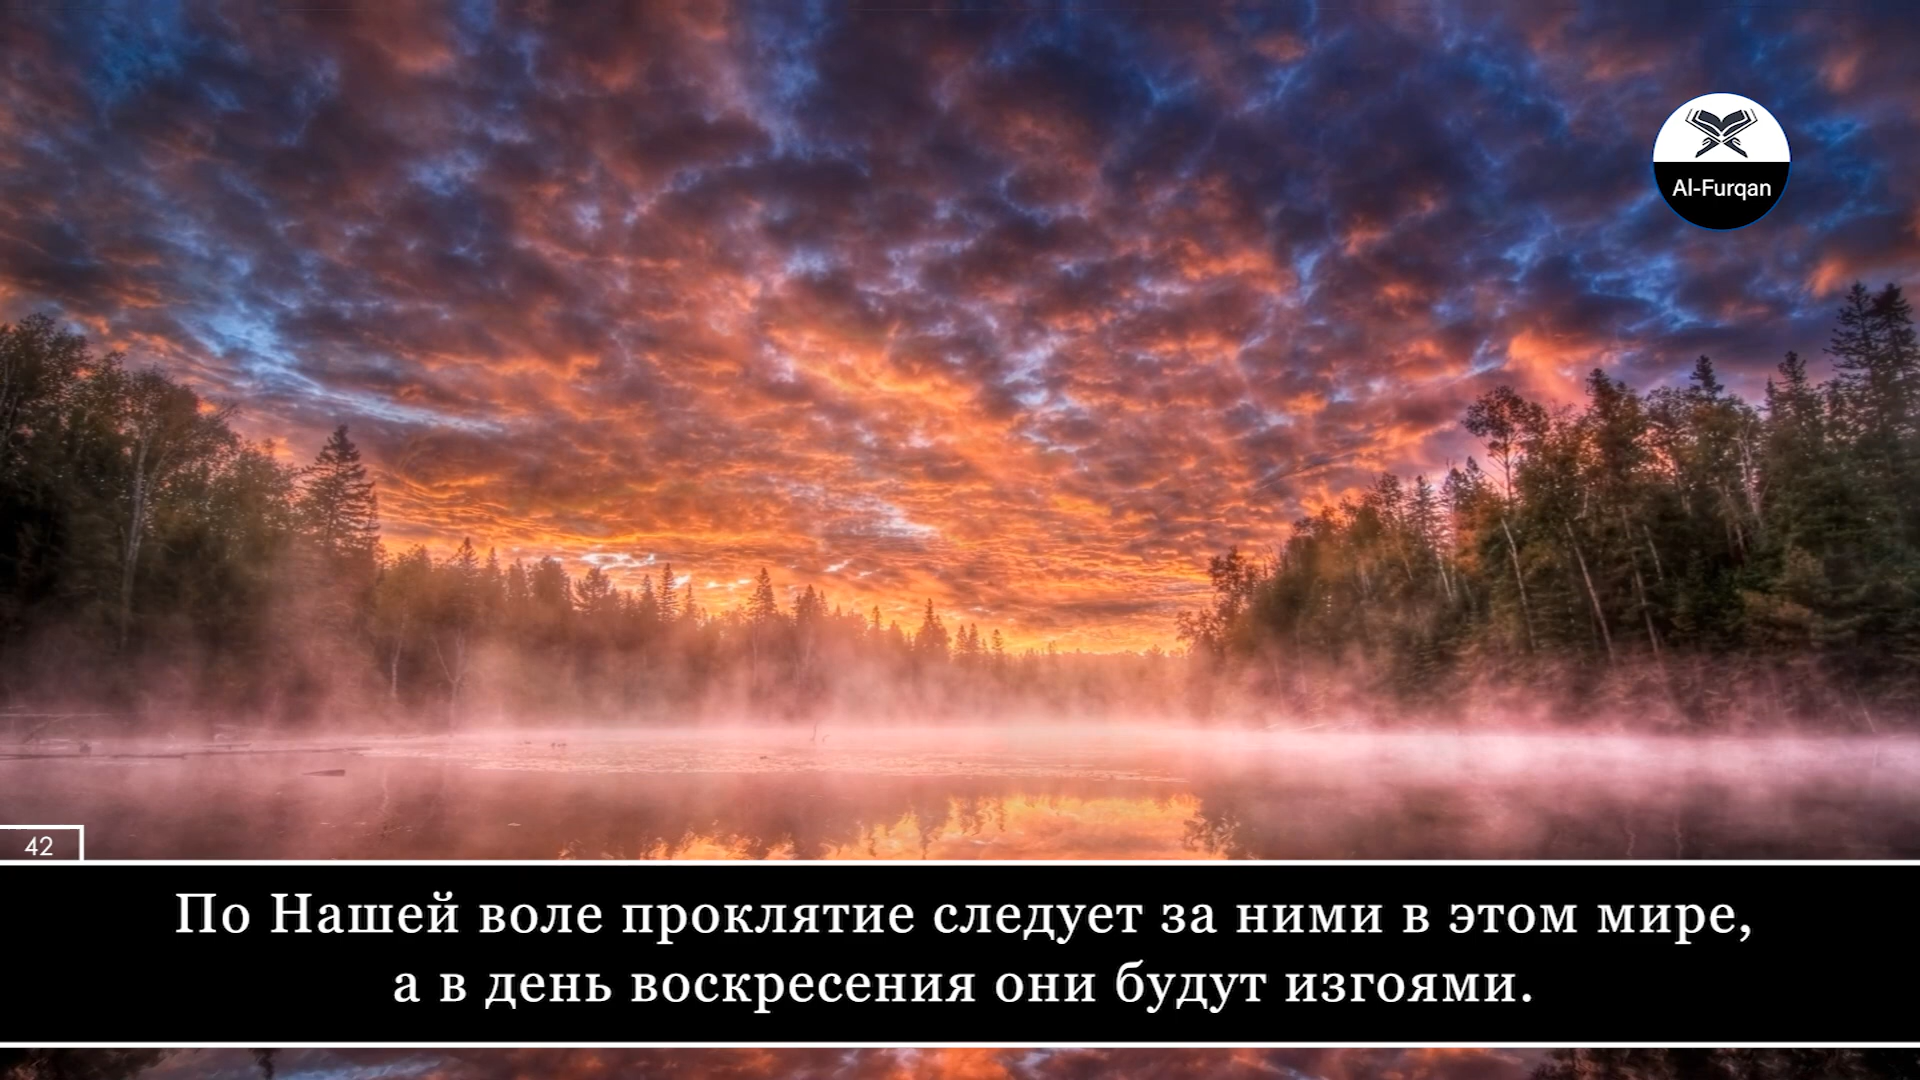 Al-Furqan
42
По Нашей воле проклятие следует за ними в этом мире,
а в день воскресения они будут изгоями.